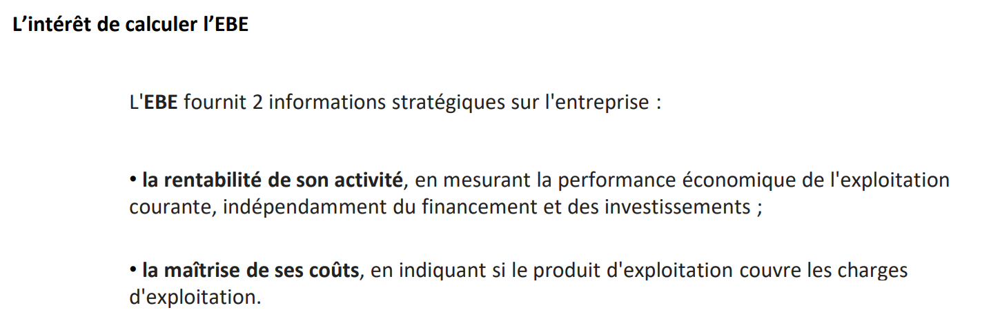 L’intérêt de calculer l’EBE
L'EBE fournit 2 informations stratégiques sur l'entreprise :
• la rentabilité de son activité, en mesurant la performance économique de l'exploitation
courante, indépendamment du financement et des investissements ;
• la maîtrise de ses coûts, en indiquant si le produit d'exploitation couvre les charges
d'exploitation.